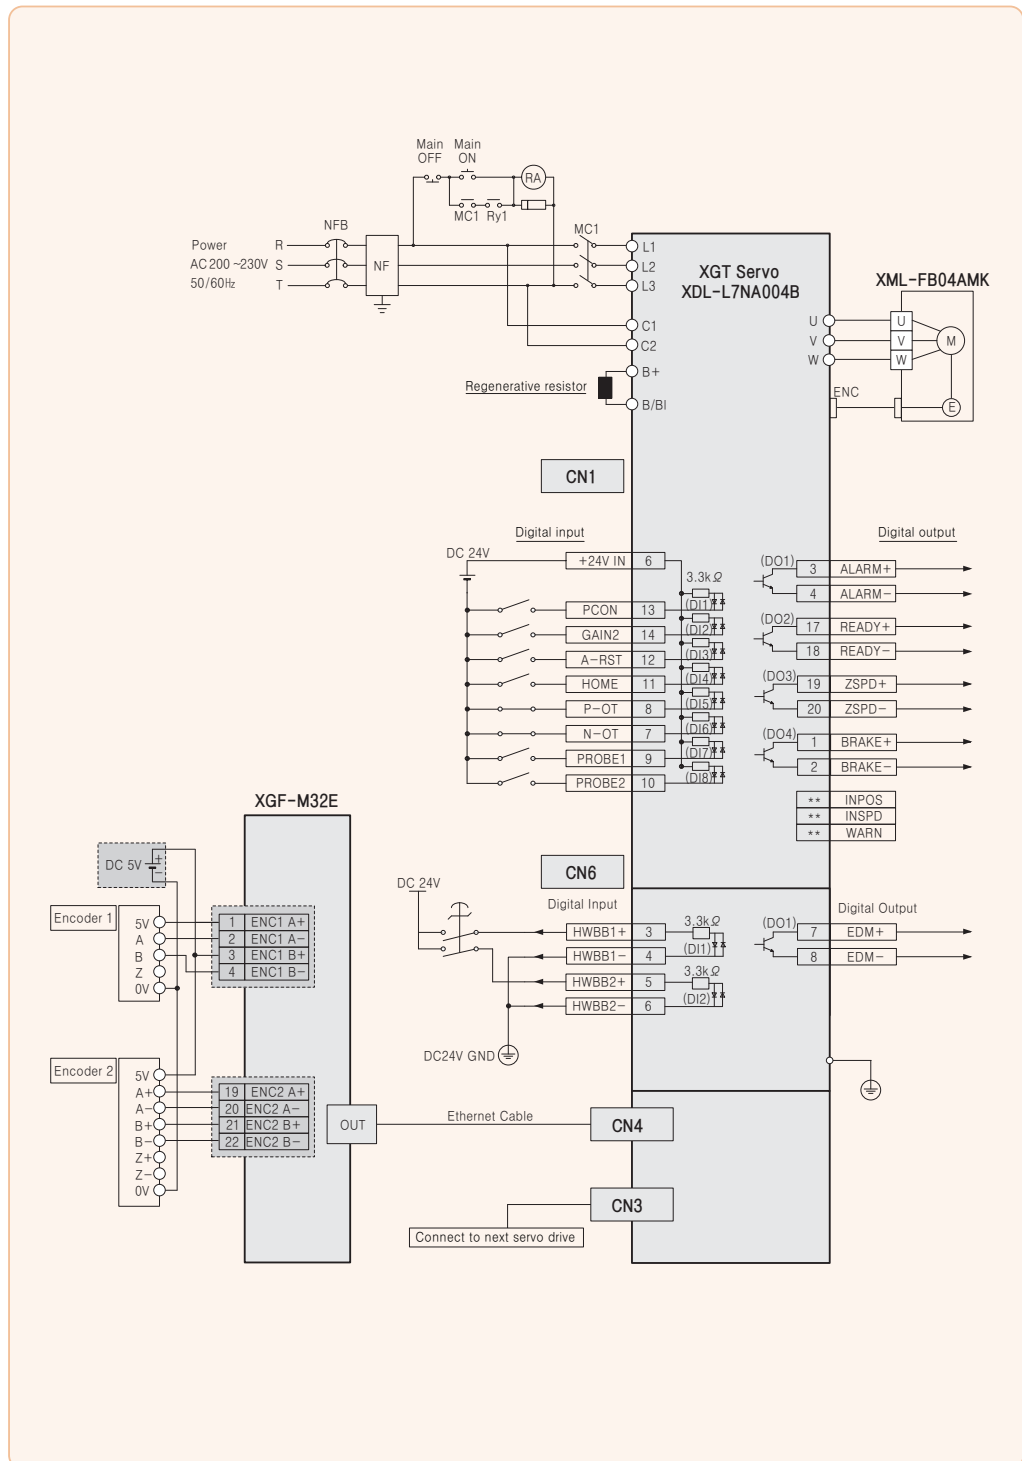 Main OFF
Main ON
RA
MC1 Ry1
NFB
MC1
Power
AC 200 ~230V
50/60Hz
R
S
T
NF
L1
L2
L3
C1
C2
B+
B/BI
Regenerative resistor
XGT Servo
XDL-L7NA004B
XML-FB04AMK
U
V
W
U
V
W
M
ENC
E
CN1
Digital input
Digital output
DC 24V
+24V IN 6
3.3kΩ
PCON 13 (DI1)
GAIN2 14 (DI2)
A-RST 12 (DI3)
HOME 11 (DI4)
P-OT 8 (DI5)
N-OT 7 (DI6)
PROBE1 9 (DI7)
PROBE2 10 (DI8)
(DO1) 3 ALARM+
4 ALARM-
(DO2) 17 READY+
18 READY-
(DO3) 19 ZSPD+
20 ZSPD-
(DO4) 1 BRAKE+
2 BRAKE-
** INPOS
** INSPD
** WARN
XGF-M32E
DC 5V + -
Encoder 1
5V
A
B
Z
0V
1 ENC1 A+
2 ENC1 A-
3 ENC1 B+
4 ENC1 B-
Encoder 2
5V
A+
A-
B+
B-
Z+
Z-
0V
19 ENC2 A+
20 ENC2 A-
21 ENC2 B+
22 ENC2 B-
OUT
Ethernet Cable
CN6
DC 24V
Digital Input
Digital Output
HWBB1+ 3 3.3kΩ
HWBB1- 4 (DI1)
HWBB2+ 5 3.3kΩ
HWBB2- 6 (DI2)
(DO1) 7 EDM+
8 EDM-
DC24V GND
CN4
CN3
Connect to next servo drive